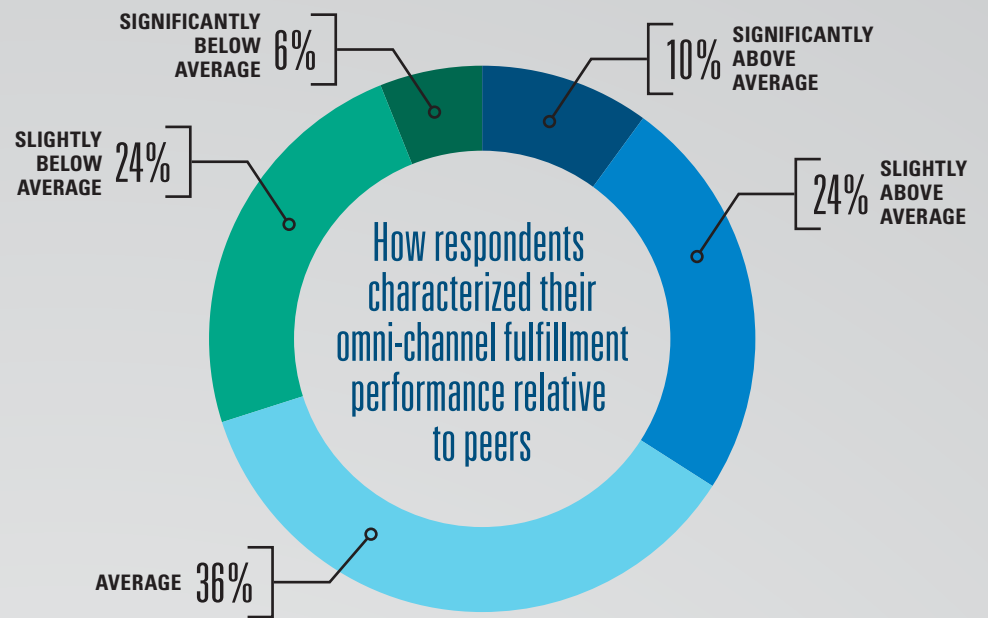 SIGNIFICANTLY
BELOW
AVERAGE
6%
10%
SIGNIFICANTLY
ABOVE
AVERAGE
SLIGHTLY
BELOW
AVERAGE
24%
24%
SLIGHTLY
ABOVE
AVERAGE
How respondents
characterized their
omni-channel fulfillment
performance relative
to peers
AVERAGE 36%